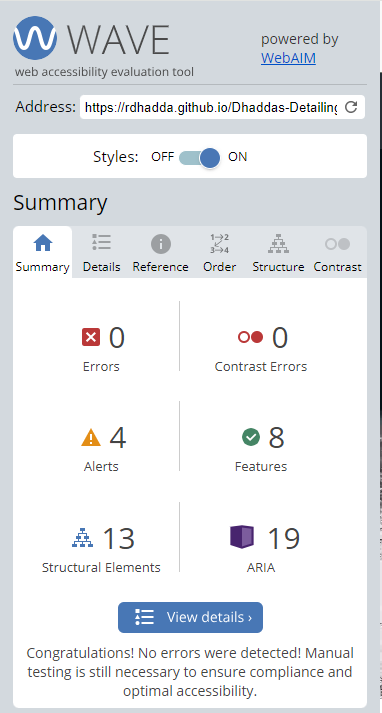 WAVE
web accessibility evaluation tool
powered by
WebAIM
Address: https://rdhadda.github.io/Dhaddas-Detailing
Styles: OFF ON
Summary
Summary Details Reference Order Structure Contrast
0 0
Errors Contrast Errors
4 8
Alerts Features
13 19
Structural Elements ARIA
View details ›
Congratulations! No errors were detected! Manual
testing is still necessary to ensure compliance and
optimal accessibility.